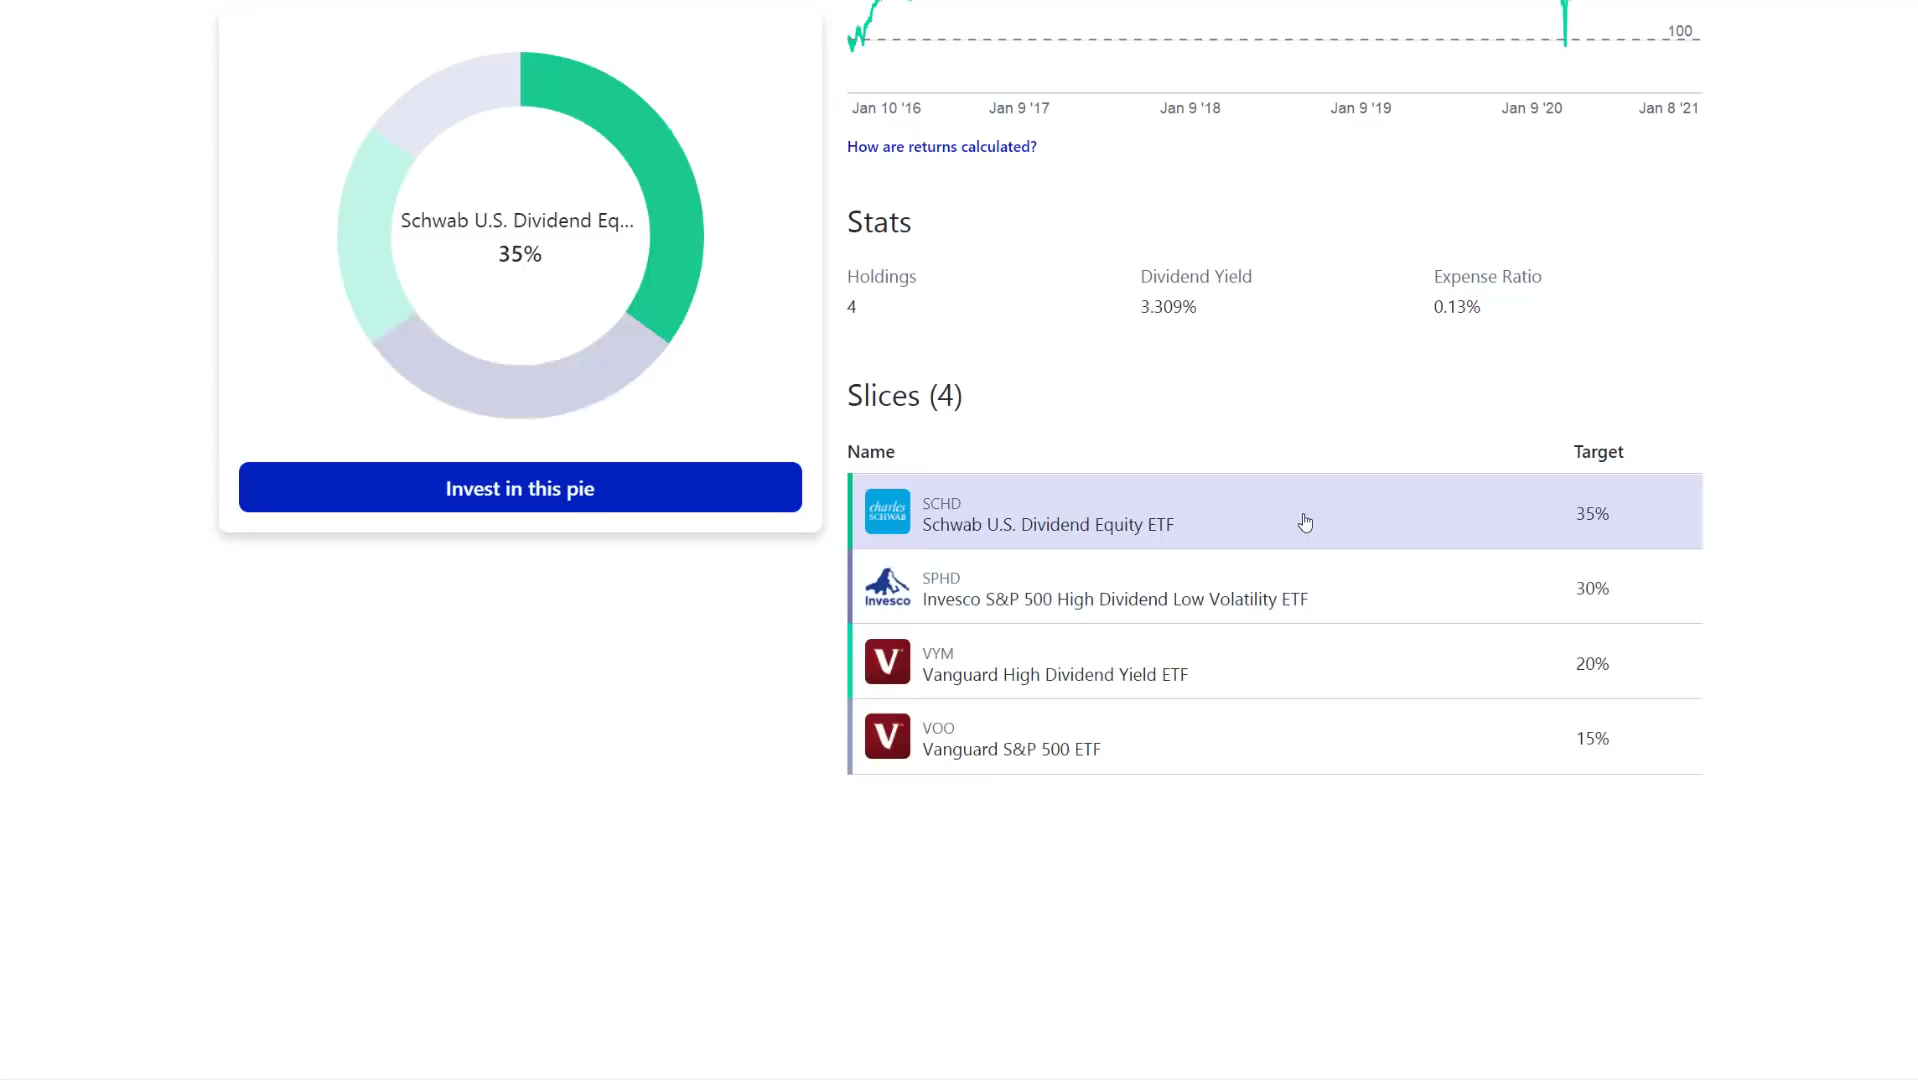 Schwab U.S. Dividend Eq...
35%
Invest in this pie
100
Jan 10 '16 Jan 9 '17 Jan 9 '18 Jan 9 '19 Jan 9 '20 Jan 8 '21
How are returns calculated?
Stats
Holdings Dividend Yield Expense Ratio
4 3.309% 0.13%
Slices (4)
Name Target
charles
SCHWAB
SCHD
Schwab U.S. Dividend Equity ETF
35%
Invesco
SPHD
Invesco S&P 500 High Dividend Low Volatility ETF
30%
V
VYM
Vanguard High Dividend Yield ETF
20%
V
VOO
Vanguard S&P 500 ETF
15%